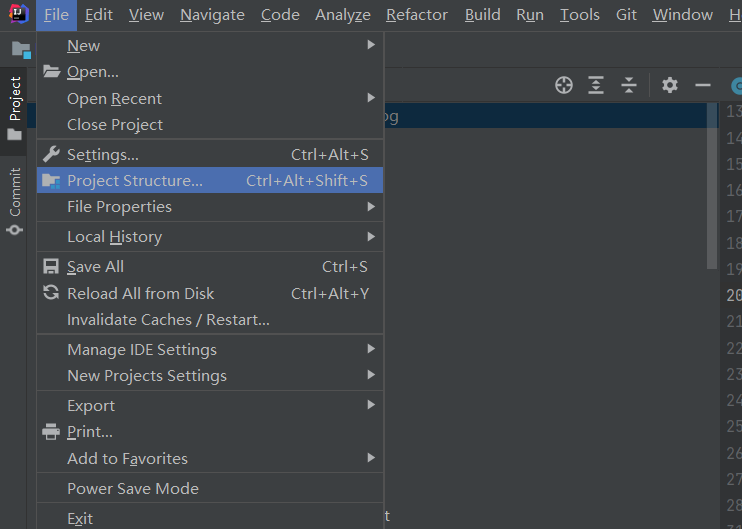 File Edit View Navigate Code Analyze Refactor Build Run Tools Git Window H
Project
Commit
New
Open...
Open Recent
Close Project
Settings... Ctrl+Alt+S
Project Structure... Ctrl+Alt+Shift+S
File Properties
Local History
Save All Ctrl+S
Reload All from Disk Ctrl+Alt+Y
Invalidate Caches / Restart...
Manage IDE Settings
New Projects Settings
Export
Print...
Add to Favorites
Power Save Mode
Exit
og
t
13
14
15
16
17
18
19
20
21
22
23
24
25
26
27
28